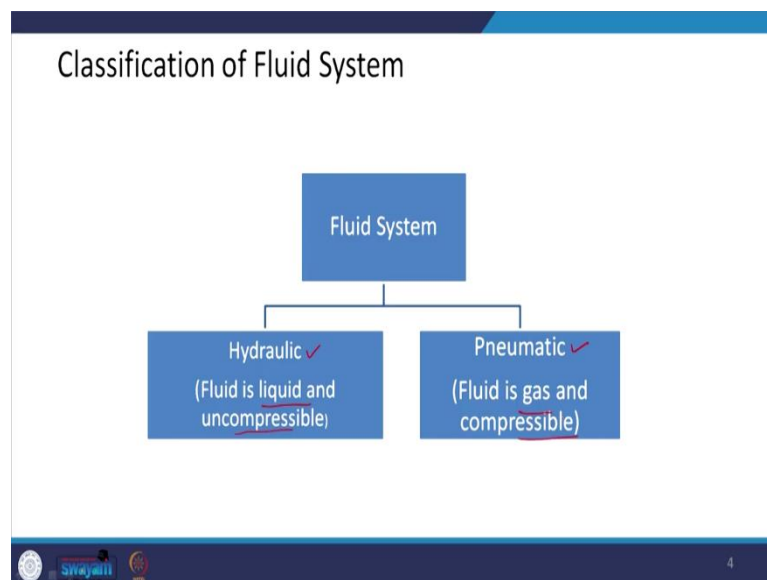 Classification of Fluid System
Fluid System
Hydraulic
(Fluid is liquid and
uncompressible)
Pneumatic
(Fluid is gas and
compressible)
swayam
4